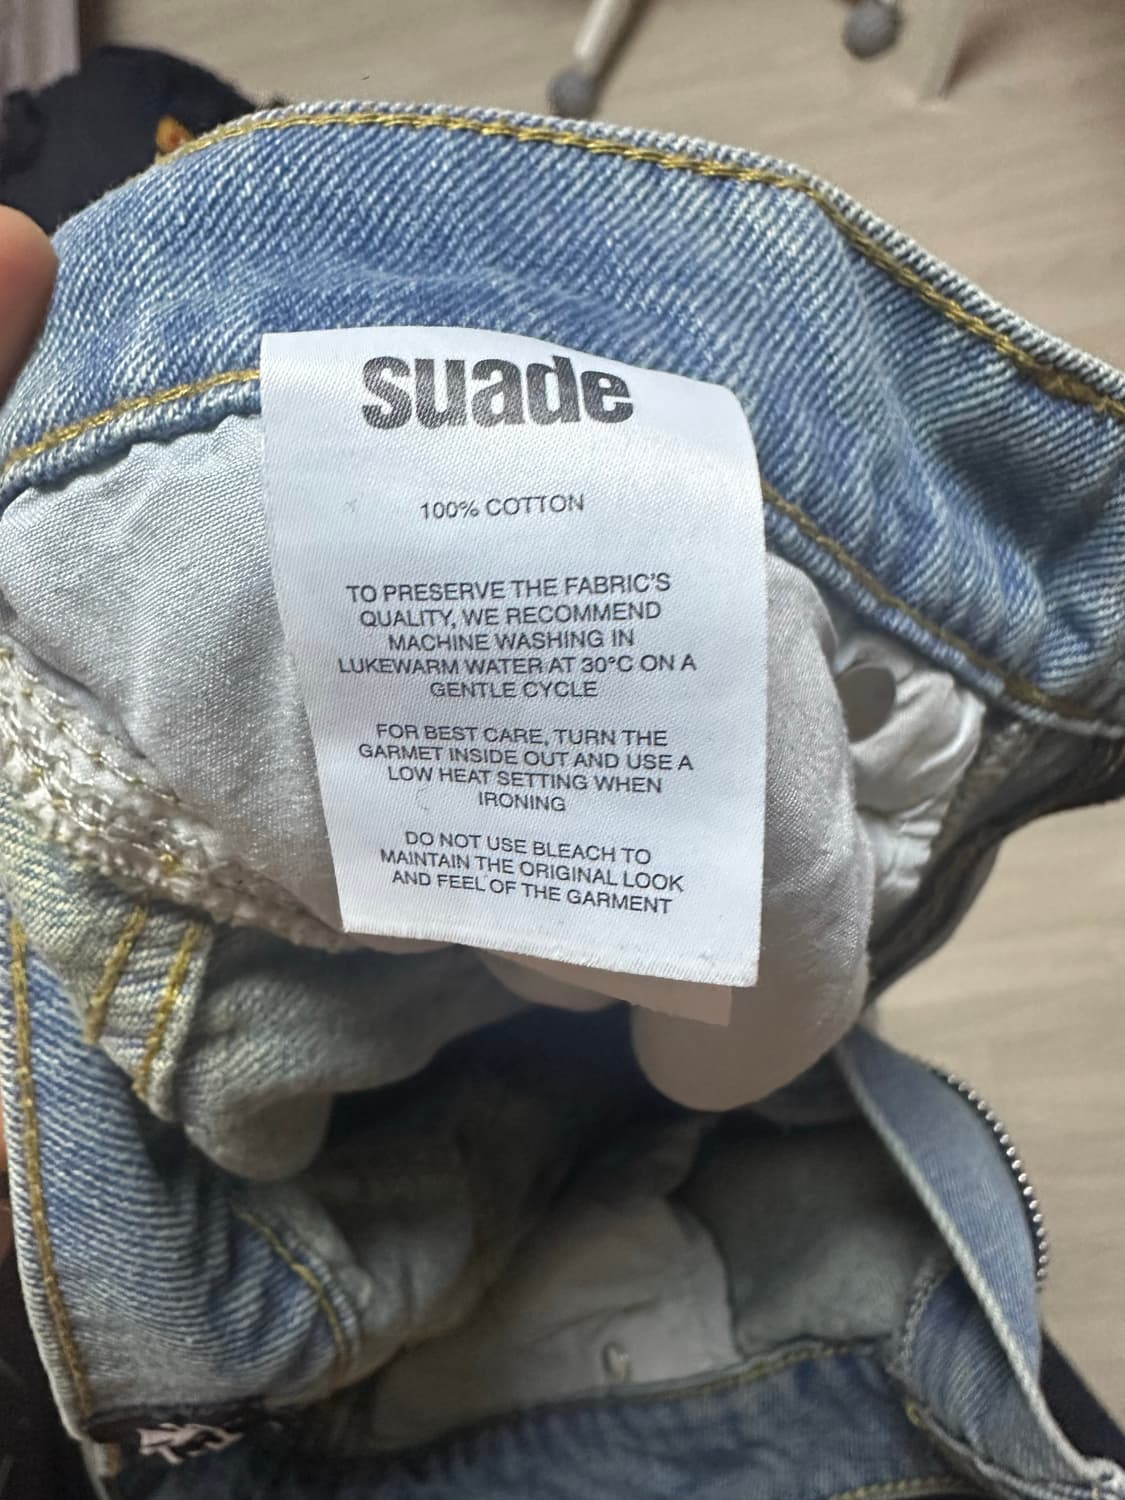 suade
100% COTTON
TO PRESERVE THE FABRIC'S
QUALITY, WE RECOMMEND
MACHINE WASHING IN
LUKEWARM WATER AT 30°C ON A
GENTLE CYCLE
FOR BEST CARE, TURN THE
GARMET INSIDE OUT AND USE A
LOW HEAT SETTING WHEN
IRONING
DO NOT USE BLEACH TO
MAINTAIN THE ORIGINAL LOOK
AND FEEL OF THE GARMENT